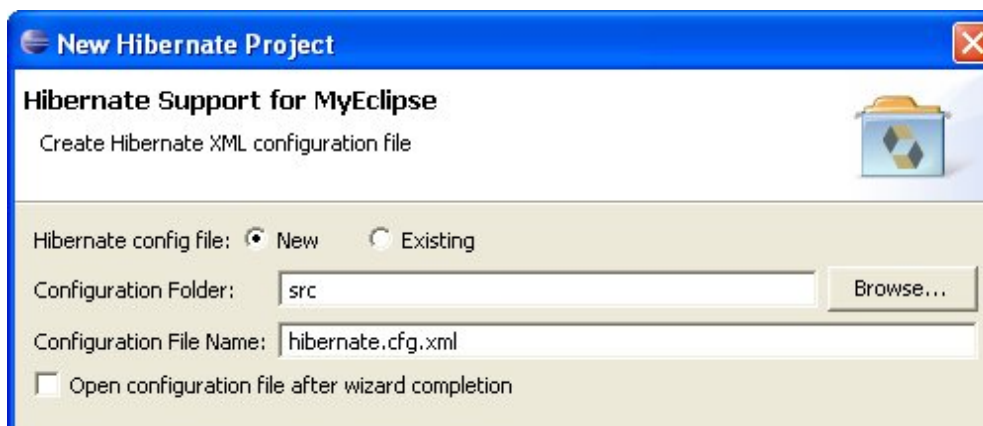 New Hibernate Project
Hibernate Support for MyEclipse
Create Hibernate XML configuration file
Hibernate config file: New Existing
Configuration Folder: src Browse...
Configuration File Name: hibernate.cfg.xml
Open configuration file after wizard completion